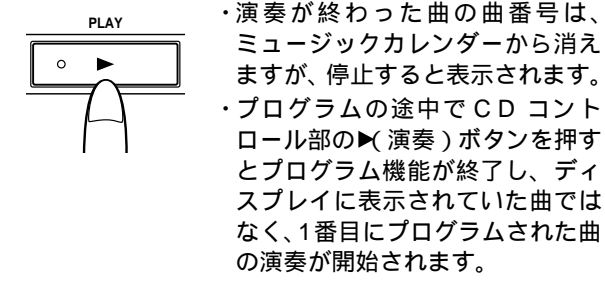 PLAY
・演奏が終わった曲の曲番号は、
ミュージックカレンダーから消え
ますが、停止すると表示されます。
・プログラムの途中でCDコント
ロール部の▶(演奏)ボタンを押す
とプログラム機能が終了し、ディ
スプレイに表示されていた曲では
なく、1番目にプログラムされた曲
の演奏が開始されます。